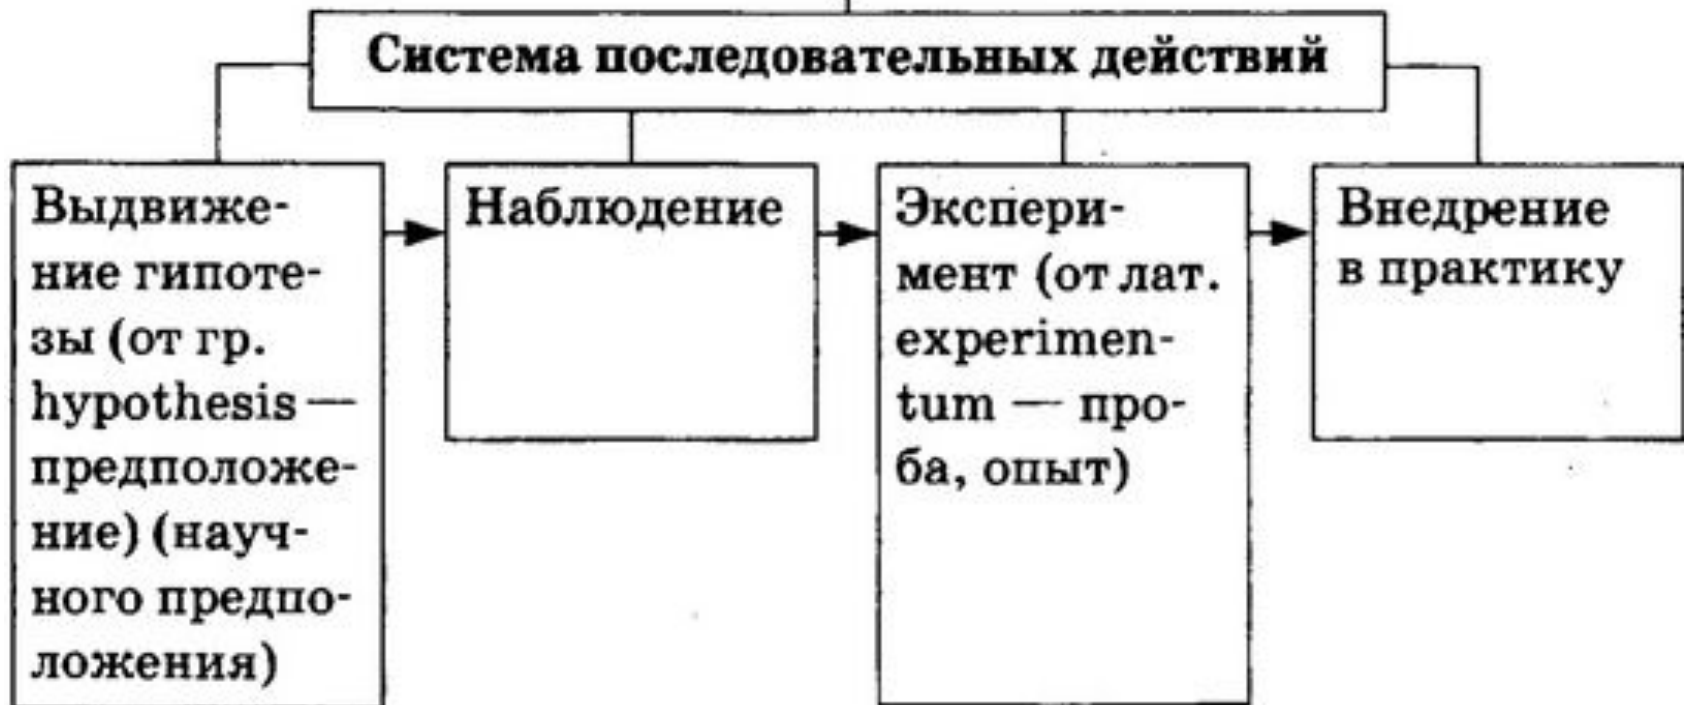 Система последовательных действий
Выдвиже-
ние гипоте-
зы (от гр.
hypothesis —
предположе-
ние) (науч-
ного предпо-
ложения)
Наблюдение
Экспери-
мент (от лат.
experimen-
tum — про-
ба, опыт)
Внедрение
в практику